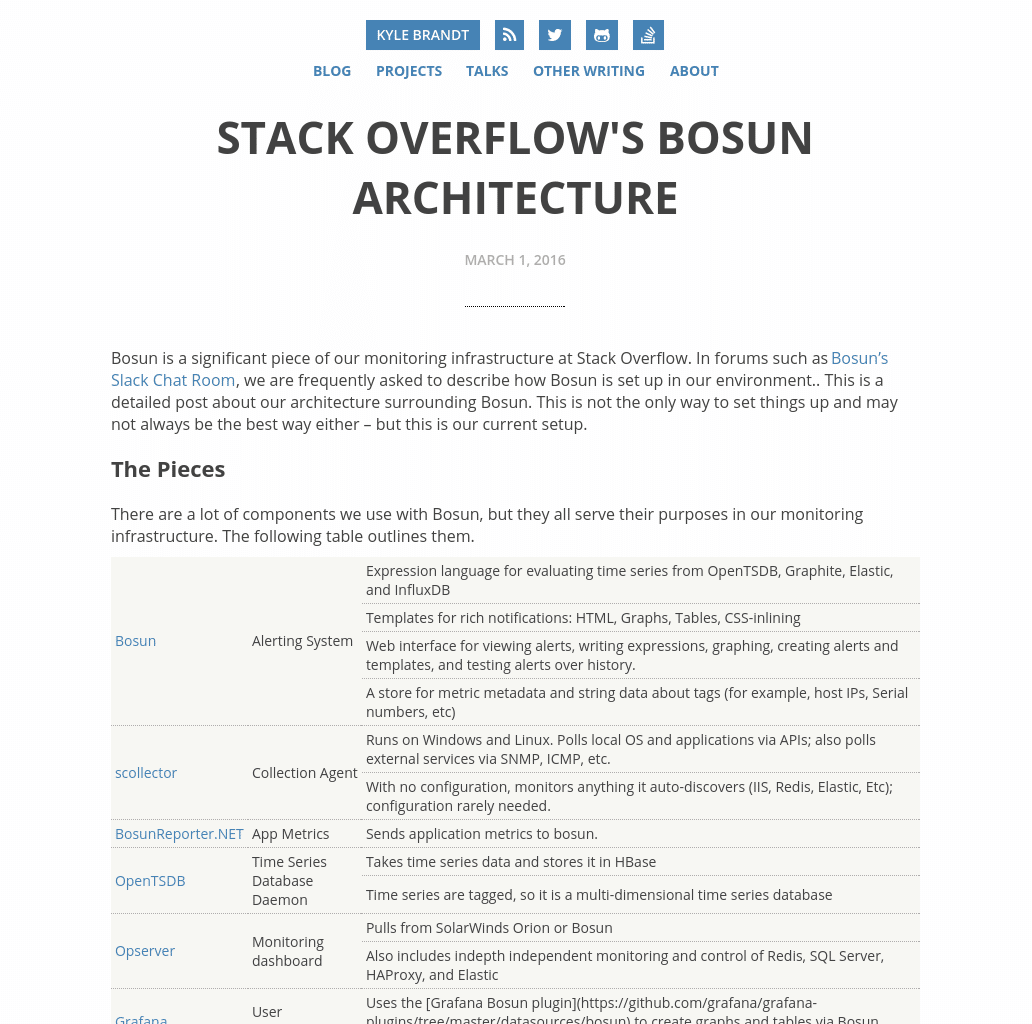 KYLE BRANDT
BLOG PROJECTS TALKS OTHER WRITING ABOUT
STACK OVERFLOW'S BOSUN
ARCHITECTURE
MARCH 1, 2016
Bosun is a significant piece of our monitoring infrastructure at Stack Overflow. In forums such as Bosun’s
Slack Chat Room, we are frequently asked to describe how Bosun is set up in our environment.. This is a
detailed post about our architecture surrounding Bosun. This is not the only way to set things up and may
not always be the best way either – but this is our current setup.
The Pieces
There are a lot of components we use with Bosun, but they all serve their purposes in our monitoring
infrastructure. The following table outlines them.
Bosun
Alerting System
Expression language for evaluating time series from OpenTSDB, Graphite, Elastic,
and InfluxDB
Templates for rich notifications: HTML, Graphs, Tables, CSS-inlining
Web interface for viewing alerts, writing expressions, graphing, creating alerts and
templates, and testing alerts over history.
A store for metric metadata and string data about tags (for example, host IPs, Serial
numbers, etc)
scollector
Collection Agent
Runs on Windows and Linux. Polls local OS and applications via APIs; also polls
external services via SNMP, ICMP, etc.
With no configuration, monitors anything it auto-discovers (IIS, Redis, Elastic, Etc);
configuration rarely needed.
BosunReporter.NET
App Metrics
Sends application metrics to bosun.
OpenTSDB
Time Series
Database
Daemon
Takes time series data and stores it in HBase
Time series are tagged, so it is a multi-dimensional time series database
Opserver
Monitoring
dashboard
Pulls from SolarWinds Orion or Bosun
Also includes indepth independent monitoring and control of Redis, SQL Server,
HAProxy, and Elastic
Grafana
User
Uses the [Grafana Bosun plugin](https://github.com/grafana/grafana-
plugins/tree/master/datasources/bosun) to create graphs and tables via Bosun